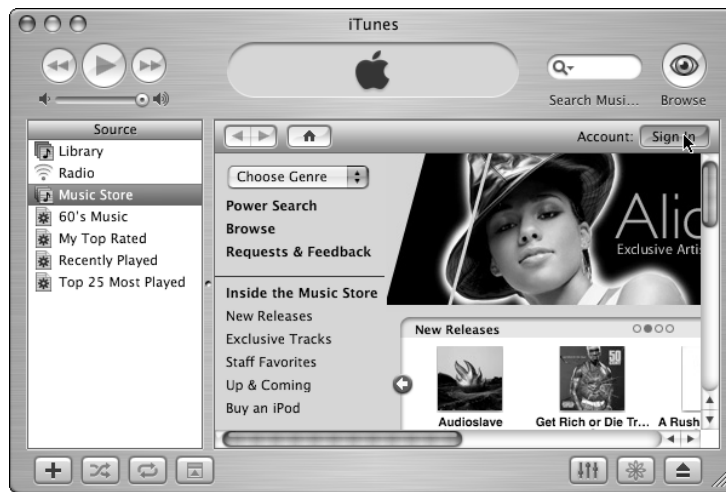 iTunes
Search Musi...
Browse
Source
Library
Radio
Music Store
60's Music
My Top Rated
Recently Played
Top 25 Most Played
Account:
Sign In
Choose Genre
Power Search
Browse
Requests & Feedback
Inside the Music Store
New Releases
Exclusive Tracks
Staff Favorites
Up & Coming
Buy an iPod
Alic
Exclusive Artis
New Releases
50
Audioslave
Get Rich or Die Tr...
A Rush